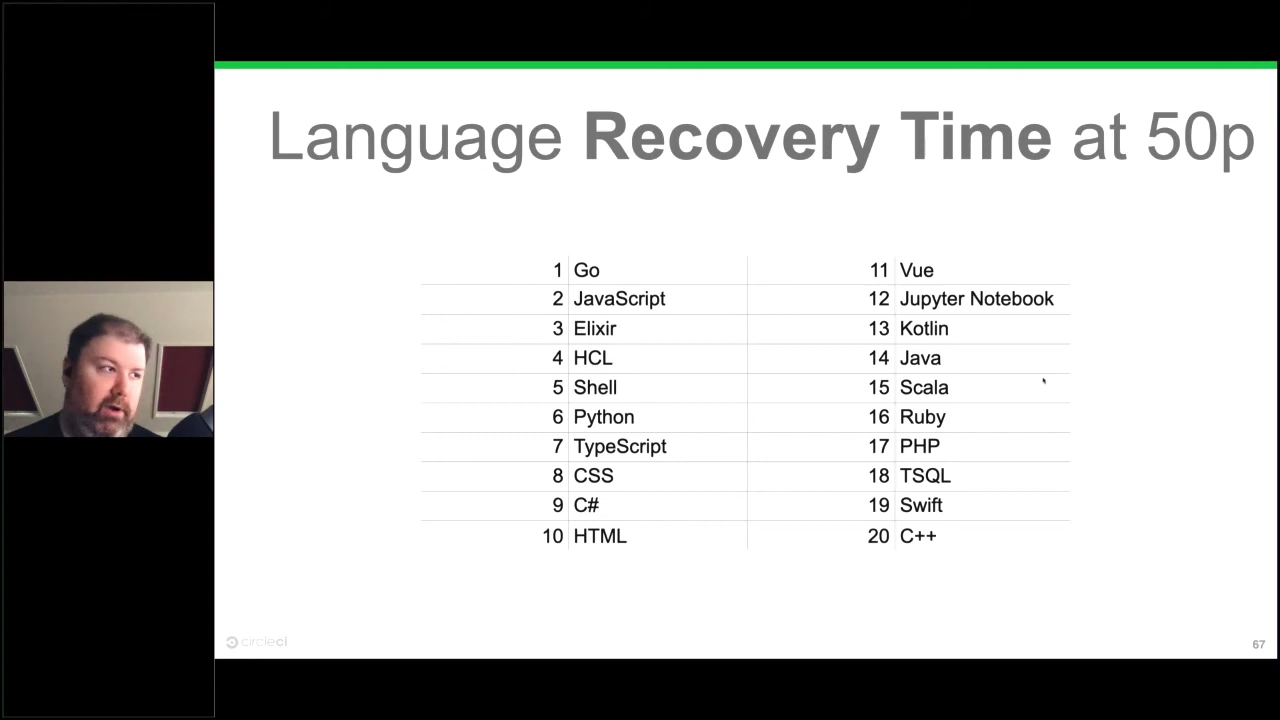 Language Recovery Time at 50p
1 Go
2 JavaScript
3 Elixir
4 HCL
5 Shell
6 Python
7 TypeScript
8 CSS
9 C#
10 HTML
11 Vue
12 Jupyter Notebook
13 Kotlin
14 Java
15 Scala
16 Ruby
17 PHP
18 TSQL
19 Swift
20 C++
circleci
67